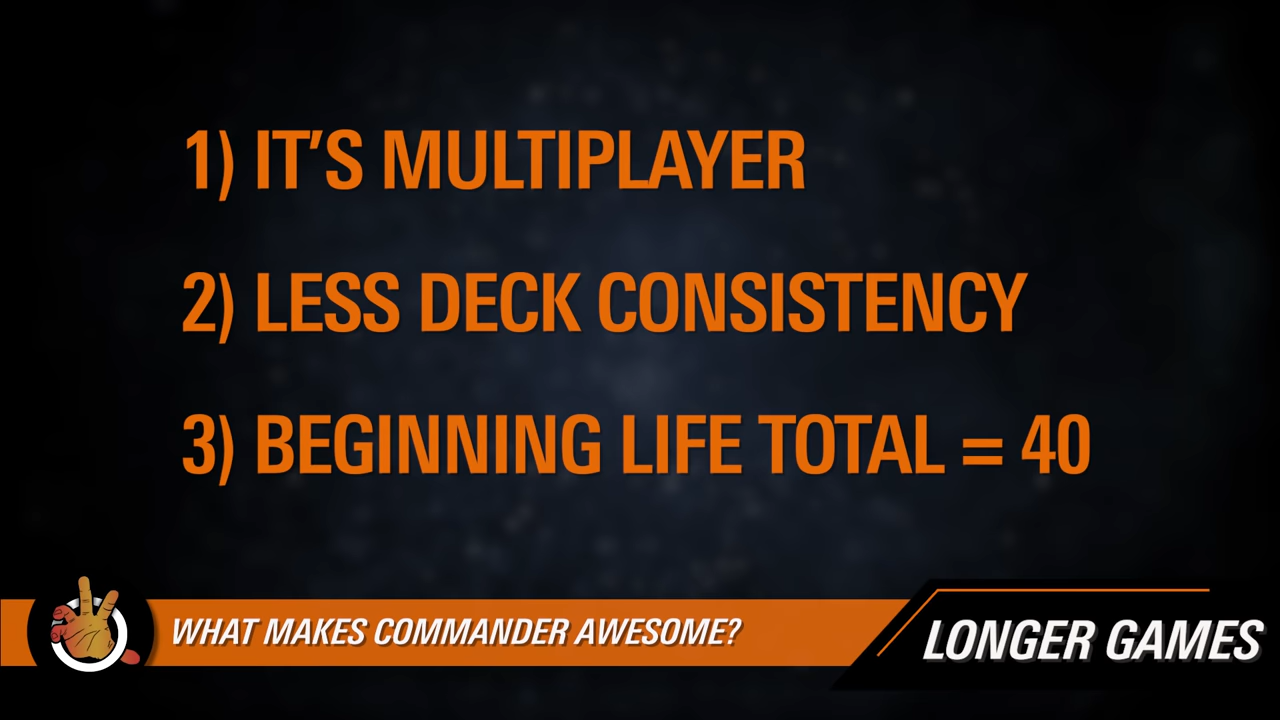 1) IT'S MULTIPLAYER
2) LESS DECK CONSISTENCY
3) BEGINNING LIFE TOTAL = 40
WHAT MAKES COMMANDER AWESOME?
LONGER GAMES